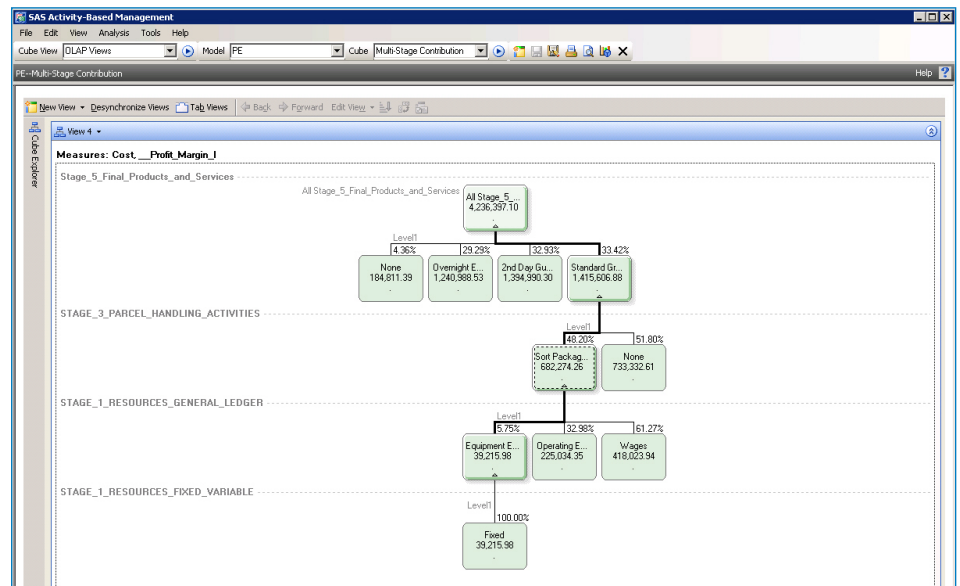 SAS Activity-Based Management
File Edit View Analysis Tools Help
Cube View OLAP Views Model PE Cube Multi-Stage Contribution
PE--Multi-Stage Contribution Help ?
New View Desynchronize Views Tab Views Back Forward Edit View
Cube Explorer
View 4
Measures: Cost, __Profit_Margin_I
Stage_5_Final_Products_and_Services
All Stage_5_Final_Products_and_Services
All Stage_5_...
4,236,397.10
Level1
4.36% 29.29% 32.93% 33.42%
None Overnight E... 2nd Day Gu... Standard Gr...
184,811.39 1,240,988.53 1,394,990.30 1,415,606.88
STAGE_3_PARCEL_HANDLING_ACTIVITIES
Level1
48.20% 51.80%
Sort Packag... None
682,274.26 733,332.61
STAGE_1_RESOURCES_GENERAL_LEDGER
Level1
5.75% 32.98% 61.27%
Equipment E... Operating E... Wages
39,215.98 225,034.35 418,023.94
STAGE_1_RESOURCES_FIXED_VARIABLE
Level1
100.00%
Fixed
39,215.98